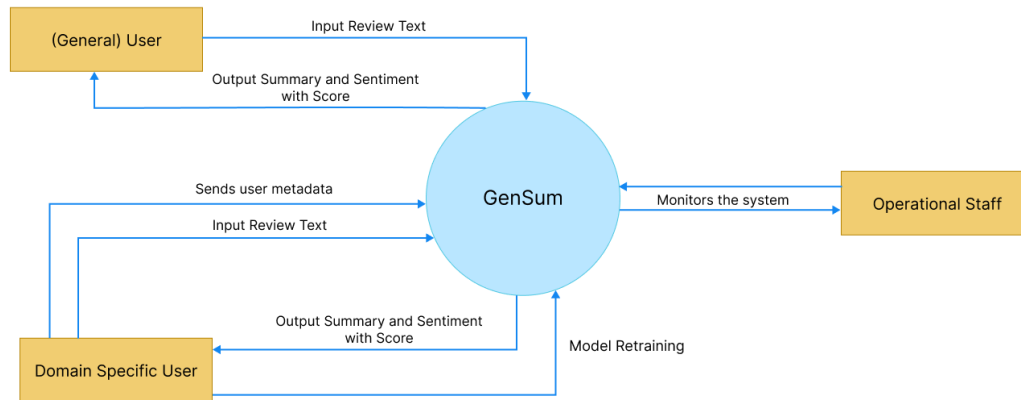 (General) User
Input Review Text
Output Summary and Sentiment
with Score
GenSum
Sends user metadata
Input Review Text
Monitors the system
Operational Staff
Output Summary and Sentiment
with Score
Model Retraining
Domain Specific User